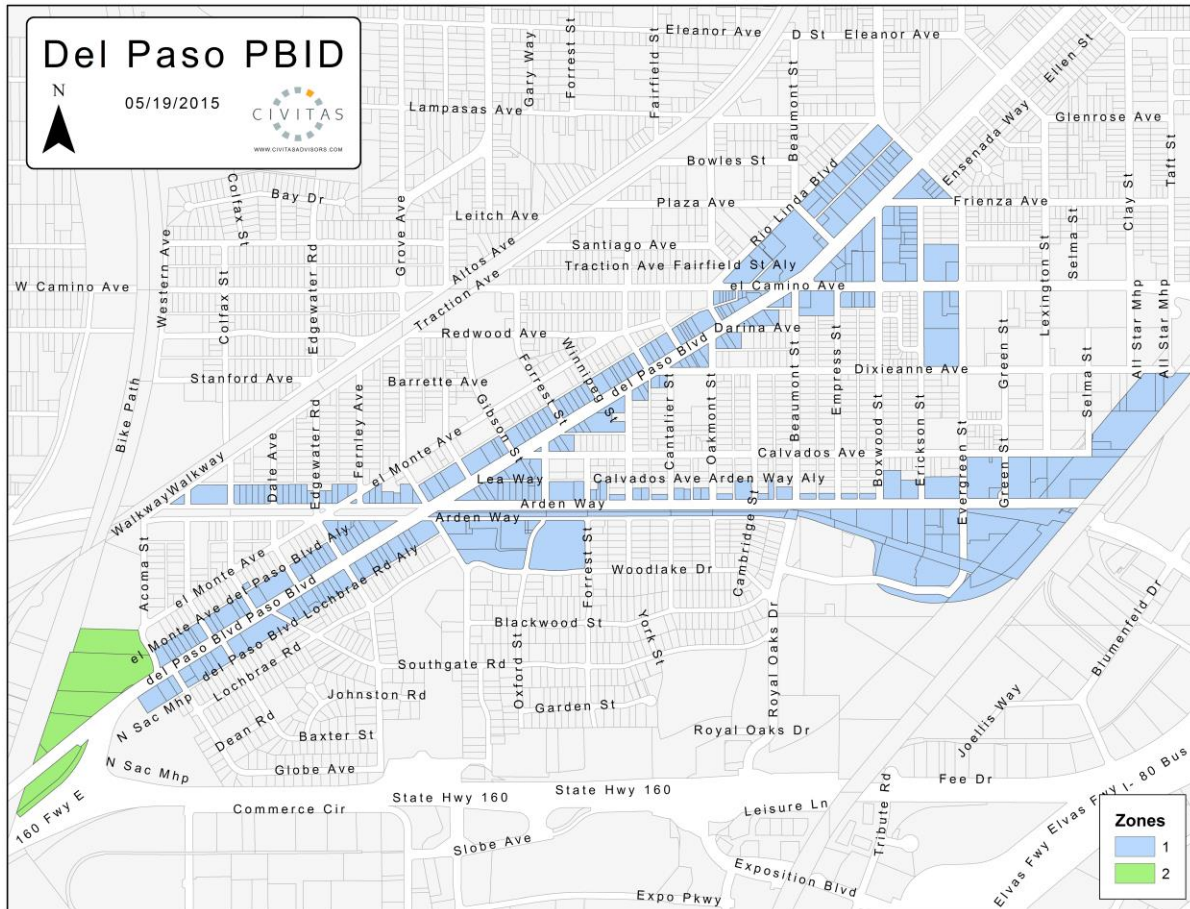 Del Paso PBID
N
05/19/2015
CIVITAS
WWW.CIVITASADVISORS.COM
Eleanor Ave
D St
Eleanor Ave
Gary Way
Forrest St
Fairfield St
Beaumont St
Ellen St
Lampasas Ave
Glenrose Ave
Ensenada Way
Taft St
Bowles St
Colfax St
Bay Dr
Plaza Ave
Rio Linda Blvd
Frienza Ave
Clay St
Leitch Ave
Grove Ave
Altos Ave
Santiago Ave
Selma St
Western Ave
Edgewater Rd
Traction Ave Fairfield St Aly
Lexington St
W Camino Ave
Colfax St
Traction Ave
el Camino Ave
All Star Mhp
All Star Mhp
Redwood Ave
Darina Ave
Winnipeg St
del Paso Blvd
Green St
Stanford Ave
Barrette Ave
Forrest St
Beaumont St
Empress St
Dixieanne Ave
Selma St
Bike Path
Gibson St
Cantalier St
Oakmont St
Boxwood St
Erickson St
Dale Ave
Edgewater Rd
Fernley Ave
el Monte Ave
Calvados Ave
Evergreen St
Green St
Walkway
Walkway
Lea Way
Calvados Ave Arden Way Aly
Arden Way
Arden Way
Acoma St
el Monte Ave
del Paso Blvd Aly
Forrest St
Woodlake Dr
Cambridge St
el Monte Ave del Paso Blvd
del Paso Blvd Paso Blvd
del Paso Blvd Lochbrae Rd Aly
Lochbrae Rd
Blackwood St
York St
Royal Oaks Dr
Blumenfeld Dr
Southgate Rd
Oxford St
N Sac Mhp
Johnston Rd
Garden St
Dean Rd
Baxter St
Royal Oaks Dr
Joellis Way
N Sac Mhp
Globe Ave
Fee Dr
160 Fwy E
Commerce Cir
State Hwy 160
State Hwy 160
Leisure Ln
Tribute Rd
Elvas Fwy
Elvas Fwy I- 80 Bus
Slobe Ave
Exposition Blvd
Expo Pkwy
Zones
1
2